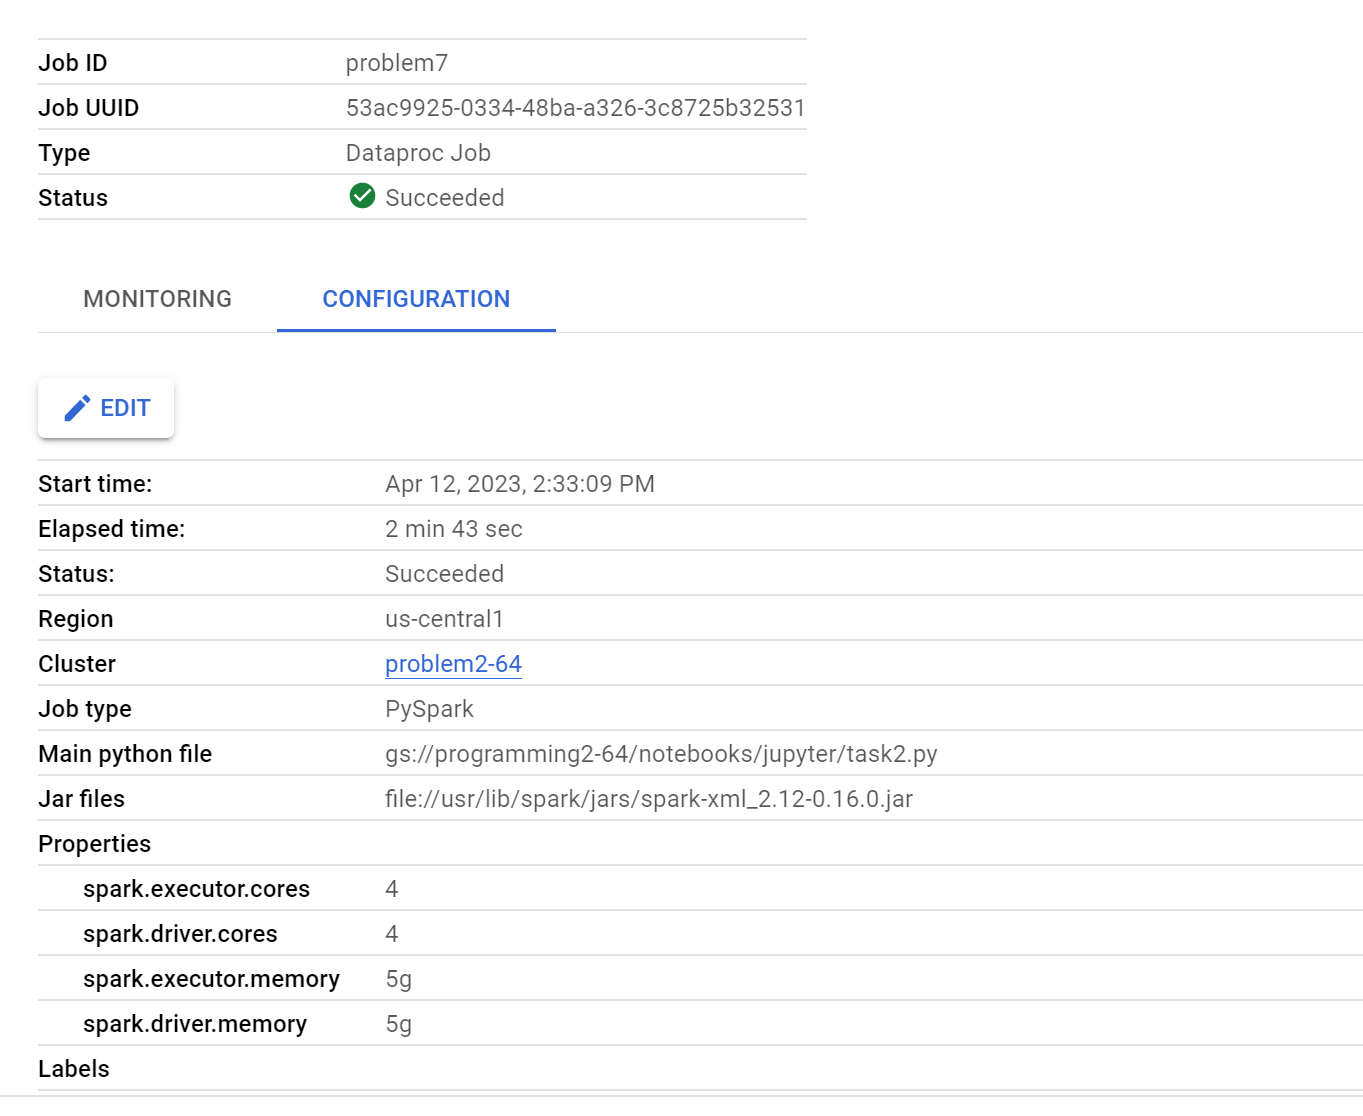 Job ID problem7
Job UUID 53ac9925-0334-48ba-a326-3c8725b32531
Type Dataproc Job
Status Succeeded
MONITORING CONFIGURATION
EDIT
Start time: Apr 12, 2023, 2:33:09 PM
Elapsed time: 2 min 43 sec
Status: Succeeded
Region us-central1
Cluster problem2-64
Job type PySpark
Main python file gs://programming2-64/notebooks/jupyter/task2.py
Jar files file://usr/lib/spark/jars/spark-xml_2.12-0.16.0.jar
Properties
spark.executor.cores 4
spark.driver.cores 4
spark.executor.memory 5g
spark.driver.memory 5g
Labels